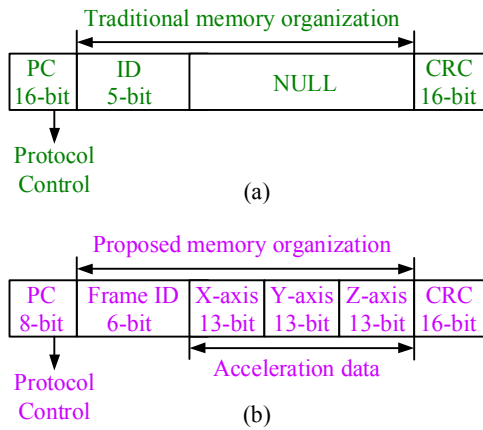 Traditional memory organization
PC ID NULL CRC
16-bit 5-bit 16-bit
Protocol
Control
(a)
Proposed memory organization
PC Frame ID X-axis Y-axis Z-axis CRC
8-bit 6-bit 13-bit 13-bit 13-bit 16-bit
Protocol
Control
Acceleration data
(b)